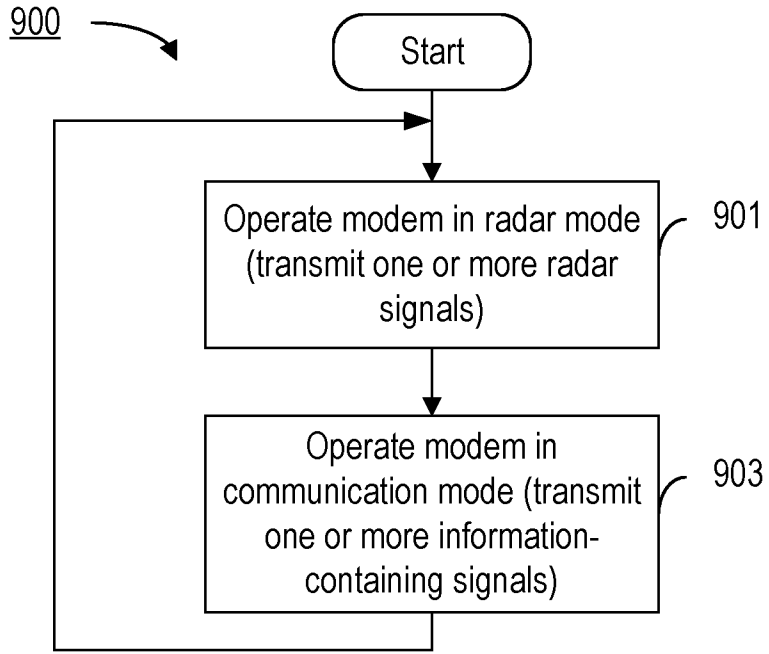 900
Start
Operate modem in radar mode
(transmit one or more radar
signals)
901
Operate modem in
communication mode (transmit
one or more information-
containing signals)
903